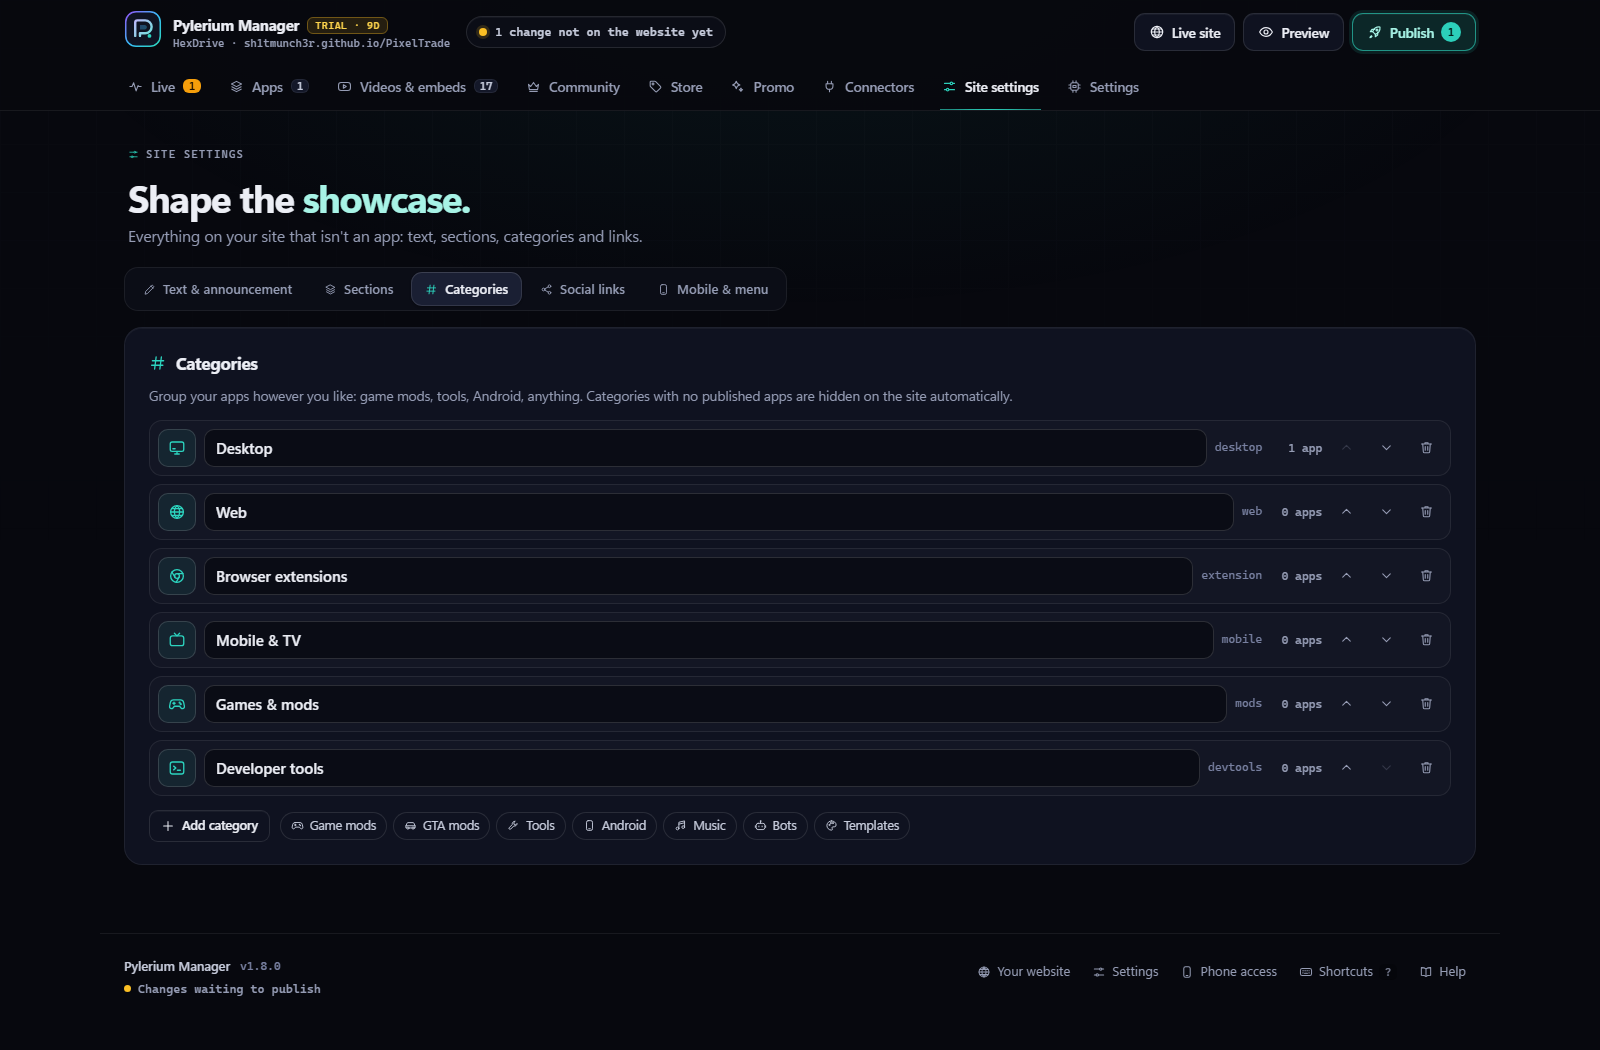 Pylerium Manager TRIAL · 9D
HexDrive · sh1tmunch3r.github.io/PixelTrade
1 change not on the website yet
Live site
Preview
Publish 1
Live 1
Apps 1
Videos & embeds 17
Community
Store
Promo
Connectors
Site settings
Settings
SITE SETTINGS
Shape the showcase.
Everything on your site that isn't an app: text, sections, categories and links.
Text & announcement
Sections
Categories
Social links
Mobile & menu
Categories
Group your apps however you like: game mods, tools, Android, anything. Categories with no published apps are hidden on the site automatically.
Desktop desktop 1 app
Web web 0 apps
Browser extensions extension 0 apps
Mobile & TV mobile 0 apps
Games & mods mods 0 apps
Developer tools devtools 0 apps
Add category
Game mods
GTA mods
Tools
Android
Music
Bots
Templates
Pylerium Manager v1.8.0
Changes waiting to publish
Your website
Settings
Phone access
Shortcuts ?
Help